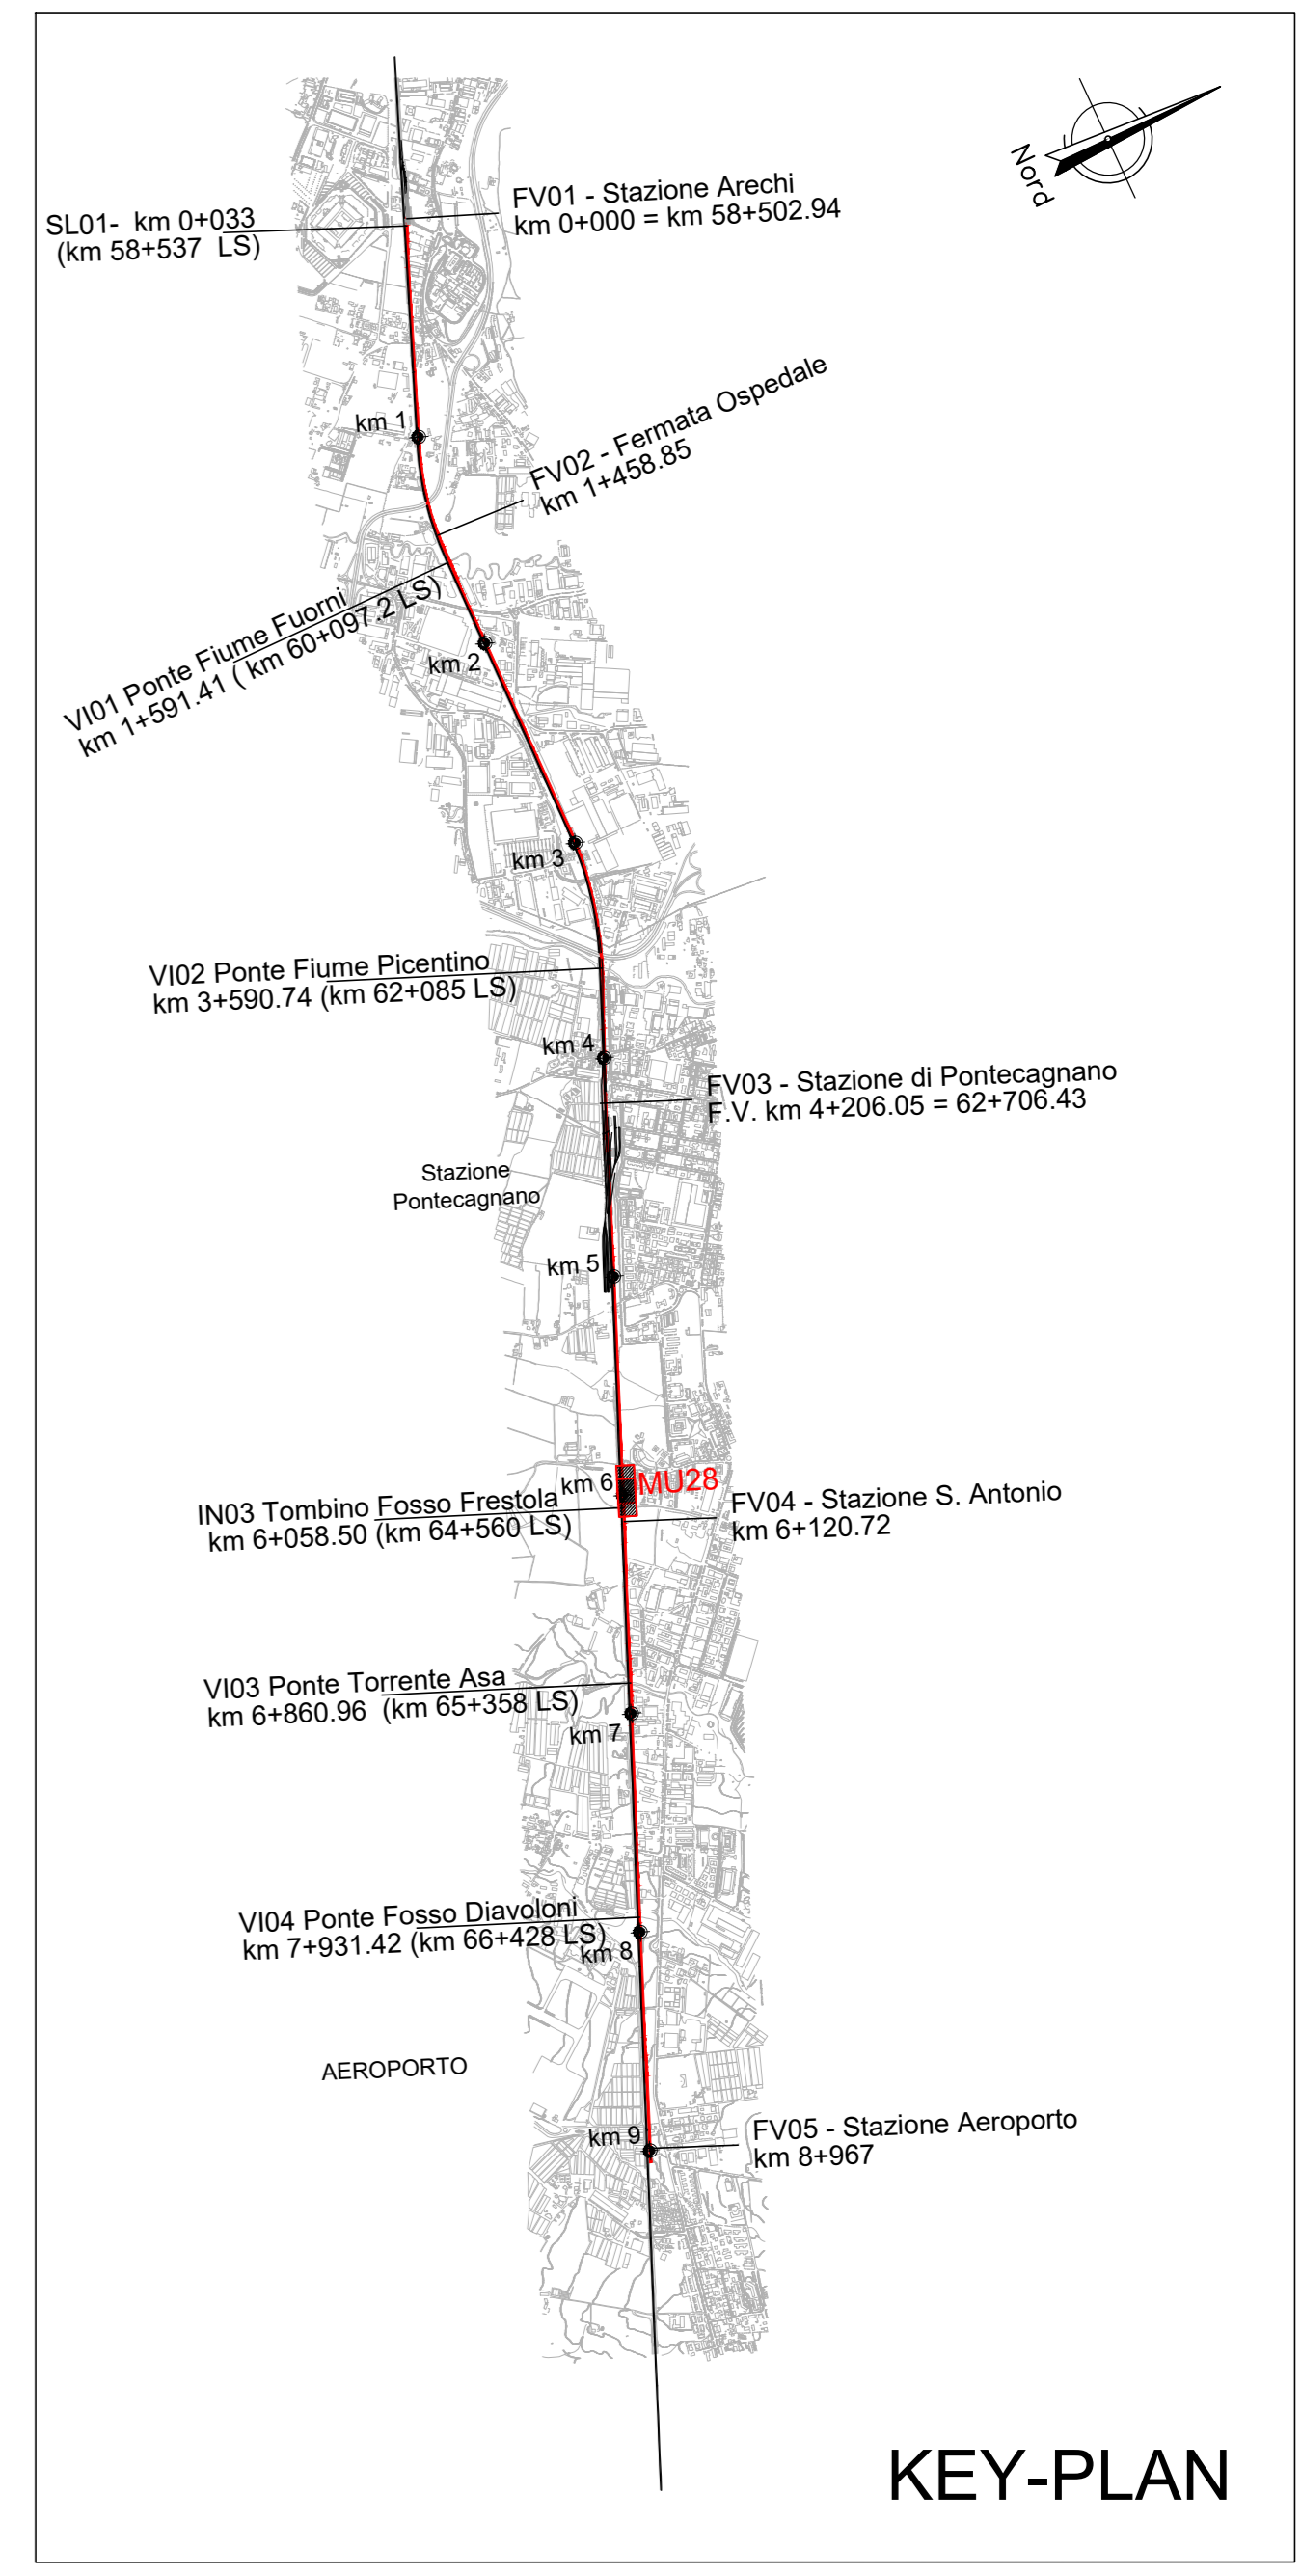 Nord
FV01 - Stazione Arechi
km 0+000 = km 58+502.94
SL01- km 0+033
(km 58+537 LS)
km 1
FV02 - Fermata Ospedale
km 1+458.85
VI01 Ponte Fiume Fuorni
km 1+591.41 ( km 60+097.2 LS)
km 2
km 3
VI02 Ponte Fiume Picentino
km 3+590.74 (km 62+085 LS)
km 4
FV03 - Stazione di Pontecagnano
F.V. km 4+206.05 = 62+706.43
Stazione
Pontecagnano
km 5
km 6
MU28
IN03 Tombino Fosso Frestola
km 6+058.50 (km 64+560 LS)
FV04 - Stazione S. Antonio
km 6+120.72
VI03 Ponte Torrente Asa
km 6+860.96 (km 65+358 LS)
km 7
VI04 Ponte Fosso Diavoloni
km 7+931.42 (km 66+428 LS)
km 8
AEROPORTO
km 9
FV05 - Stazione Aeroporto
km 8+967
KEY-PLAN